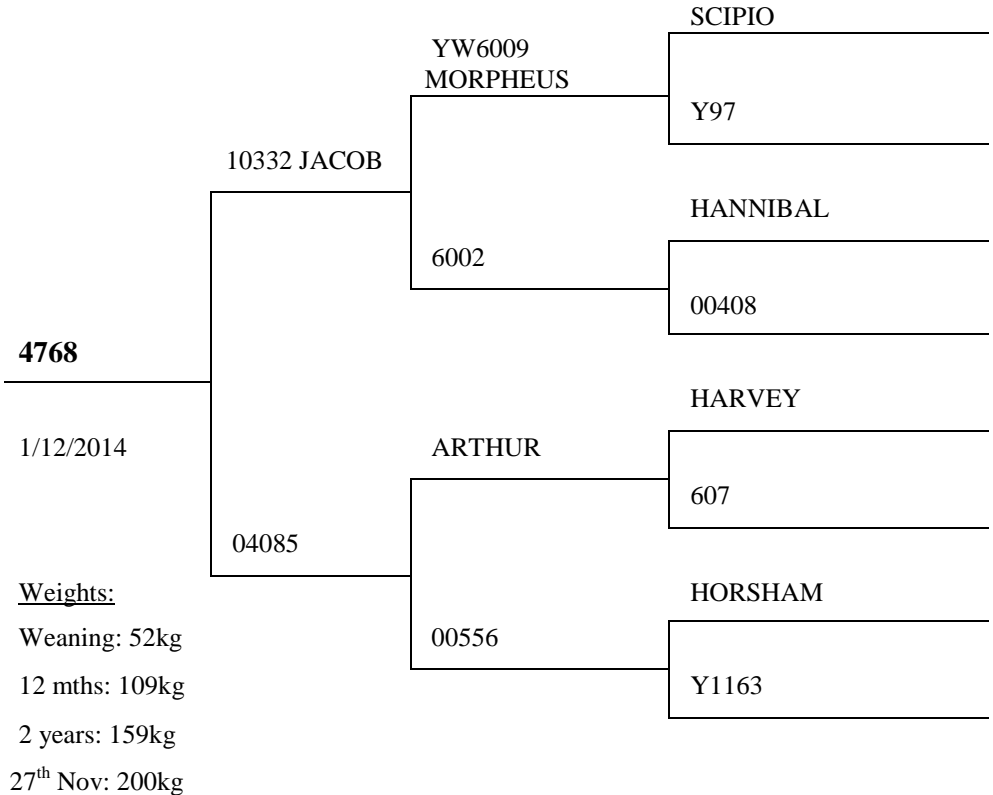 SCIPIO
YW6009
MORPHEUS
Y97
10332 JACOB
HANNIBAL
6002
00408
4768
HARVEY
1/12/2014
ARTHUR
607
04085
Weights:
HORSHAM
Weaning: 52kg
00556
12 mths: 109kg
Y1163
2 years: 159kg
27th Nov: 200kg